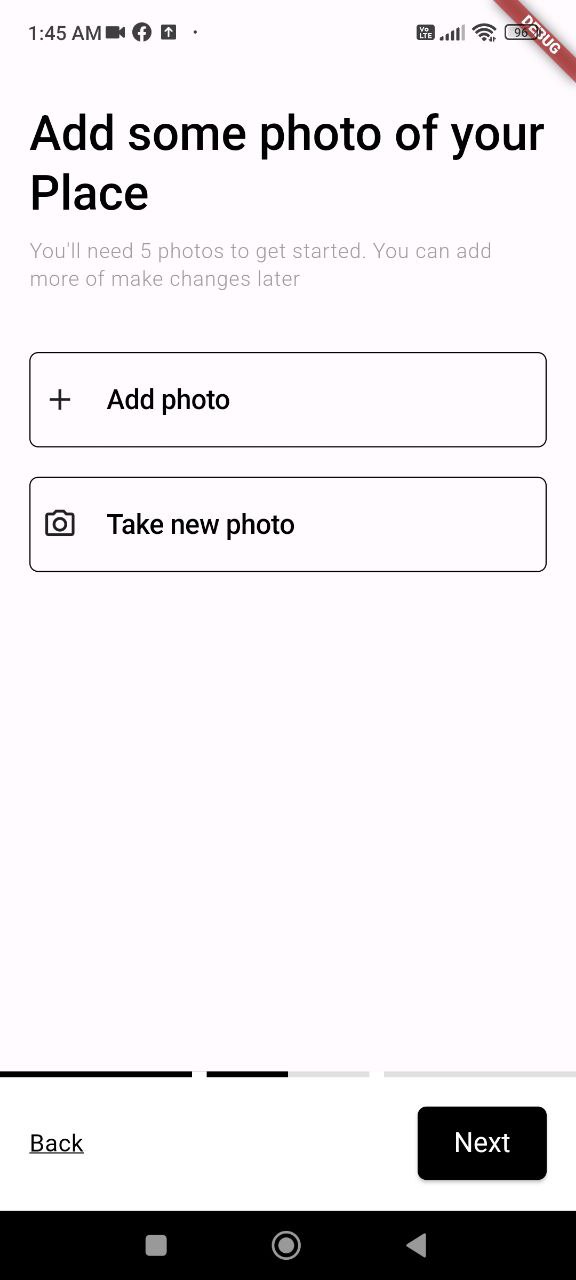 1:45 AM
Vo LTE
96
DEBUG
Add some photo of your
Place
You'll need 5 photos to get started. You can add
more of make changes later
Add photo
Take new photo
Back
Next